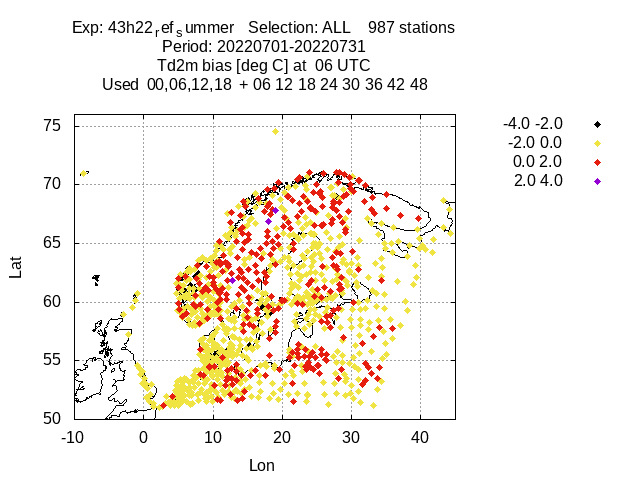 Exp: 43h22ref summer Selection: ALL 987 stations
Period: 20220701-20220731
Td2m bias [deg C] at 06 UTC
Used 00,06,12,18 + 06 12 18 24 30 36 42 48
-4.0 -2.0
-2.0 0.0
0.0 2.0
2.0 4.0
75
70
65
60
55
50
Lat
-10 0 10 20 30 40
Lon